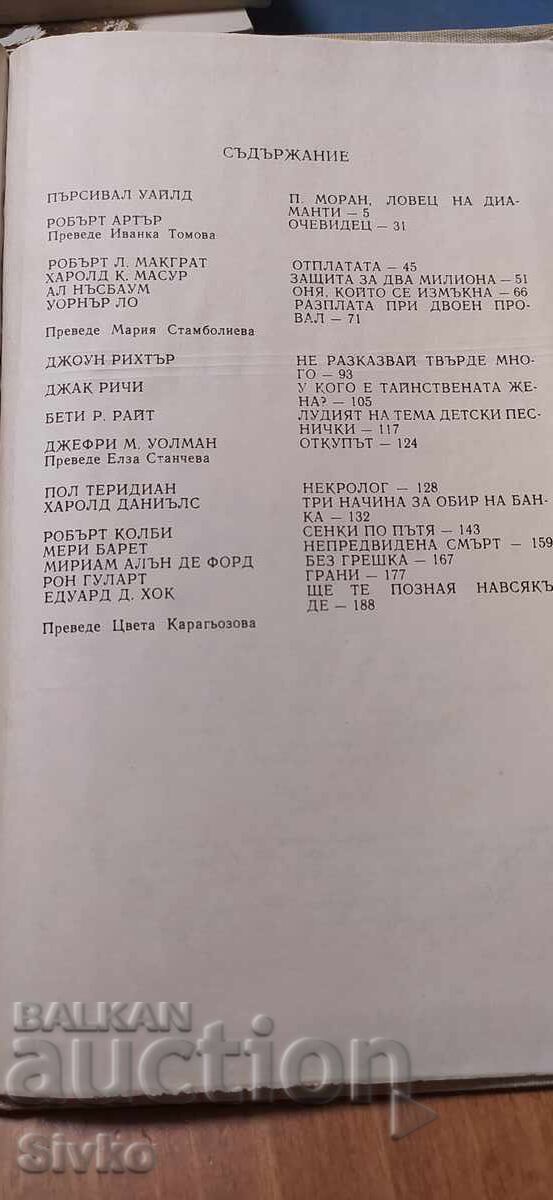 СЪДЪРЖАНИЕ
ПЪРСИВАЛ УАЙЛД П. МОРАН, ЛОВЕЦ НА ДИА-
МАНТИ — 5
РОБЪРТ АРТЪР ОЧЕВИДЕЦ — 31
Преведе Иванка Томова
РОБЪРТ Л. МАКГРАТ ОТПЛАТАТА — 45
ХАРОЛД К. МАСУР ЗАЩИТА ЗА ДВА МИЛИОНА — 51
АЛ НЪСБАУМ ОНЯ, КОЙТО СЕ ИЗМЪКНА — 66
УОРНЪР ЛО РАЗПЛАТА ПРИ ДВОЕН ПРО-
ВАЛ — 71
Преведе Мария Стамболиева
ДЖОУН РИХТЪР НЕ РАЗКАЗВАЙ ТВЪРДЕ МНО-
ГО — 93
ДЖАК РИЧИ У КОГО Е ТАЙНСТВЕНАТА ЖЕ-
НА? — 105
БЕТИ Р. РАЙТ ЛУДИЯТ НА ТЕМА ДЕТСКИ ПЕС-
НИЧКИ — 117
ДЖЕФРИ М. УОЛМАН ОТКУПЪТ — 124
Преведе Елза Станчева
ПОЛ ТЕРИДИАН НЕКРОЛОГ — 128
ХАРОЛД ДАНИЪЛС ТРИ НАЧИНА ЗА ОБИР НА БАН-
КА — 132
РОБЪРТ КОЛБИ СЕНКИ ПО ПЪТЯ — 143
МЕРИ БАРЕТ НЕПРЕДВИДЕНА СМЪРТ — 159
МИРИАМ АЛЪН ДЕ ФОРД БЕЗ ГРЕШКА — 167
РОН ГУЛАРТ ГРАНИ — 177
ЕДУАРД Д. ХОК ЩЕ ТЕ ПОЗНАЯ НАВСЯКЪ
ДЕ — 188
Преведе Цвета Карагьозова
BALKAN
auction
Sivko